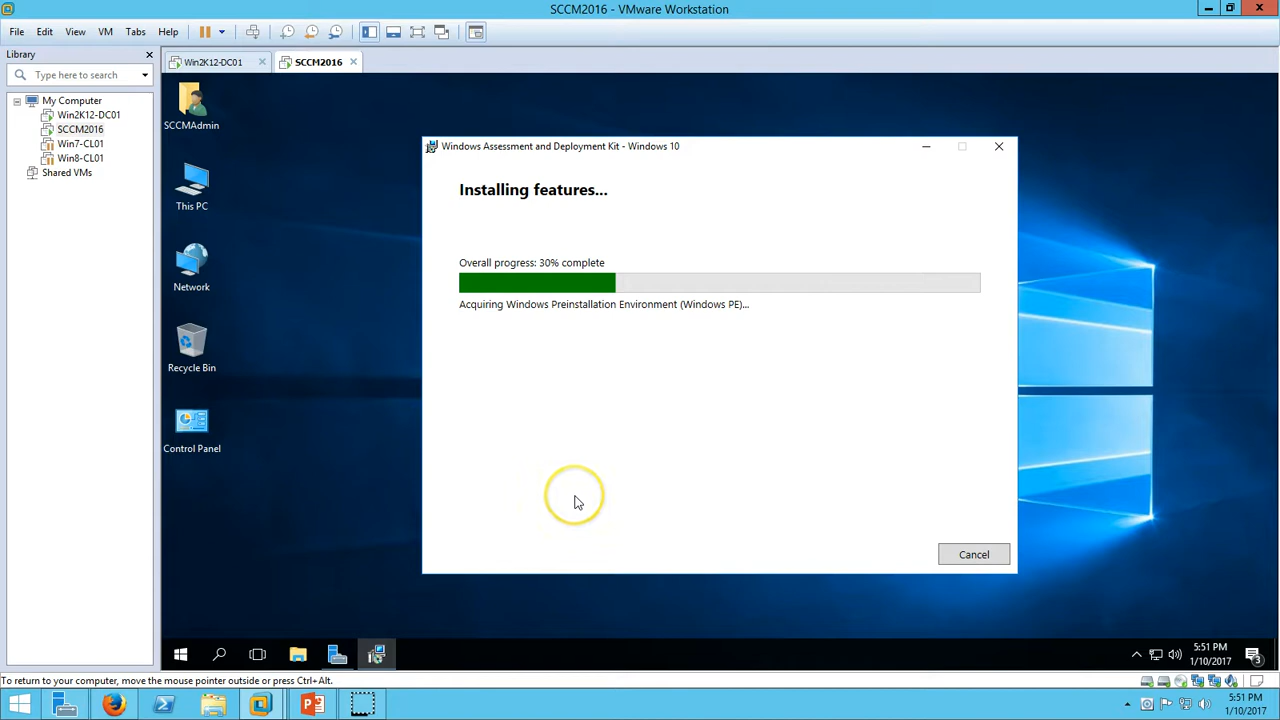 SCCM2016 - VMware Workstation
File Edit View VM Tabs Help
Library
Type here to search
My Computer
Win2K12-DC01
SCCM2016
Win7-CL01
Win8-CL01
Shared VMs
Win2K12-DC01
SCCM2016
SCCMAdmin
This PC
Network
Recycle Bin
Control Panel
Windows Assessment and Deployment Kit - Windows 10
Installing features...
Overall progress: 30% complete
Acquiring Windows Preinstallation Environment (Windows PE)...
Cancel
5:51 PM
1/10/2017
3
To return to your computer, move the mouse pointer outside or press Ctrl+Alt.
5:51 PM
1/10/2017